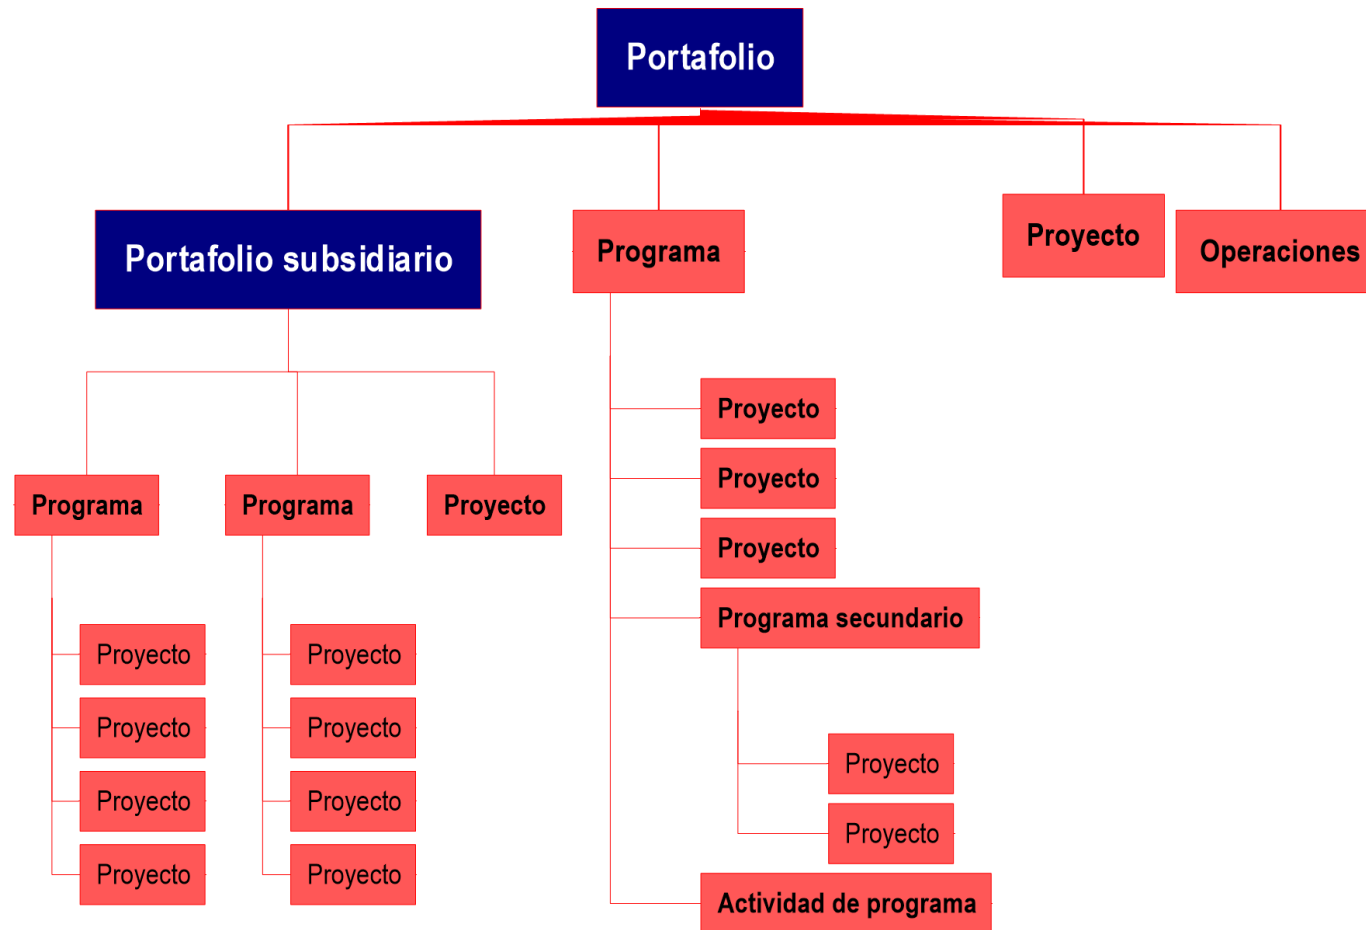 Portafolio
Portafolio subsidiario
Programa
Proyecto
Operaciones
Programa
Programa
Proyecto
Proyecto
Proyecto
Proyecto
Proyecto
Proyecto
Proyecto
Proyecto
Proyecto
Proyecto
Proyecto
Proyecto
Programa secundario
Proyecto
Proyecto
Actividad de programa